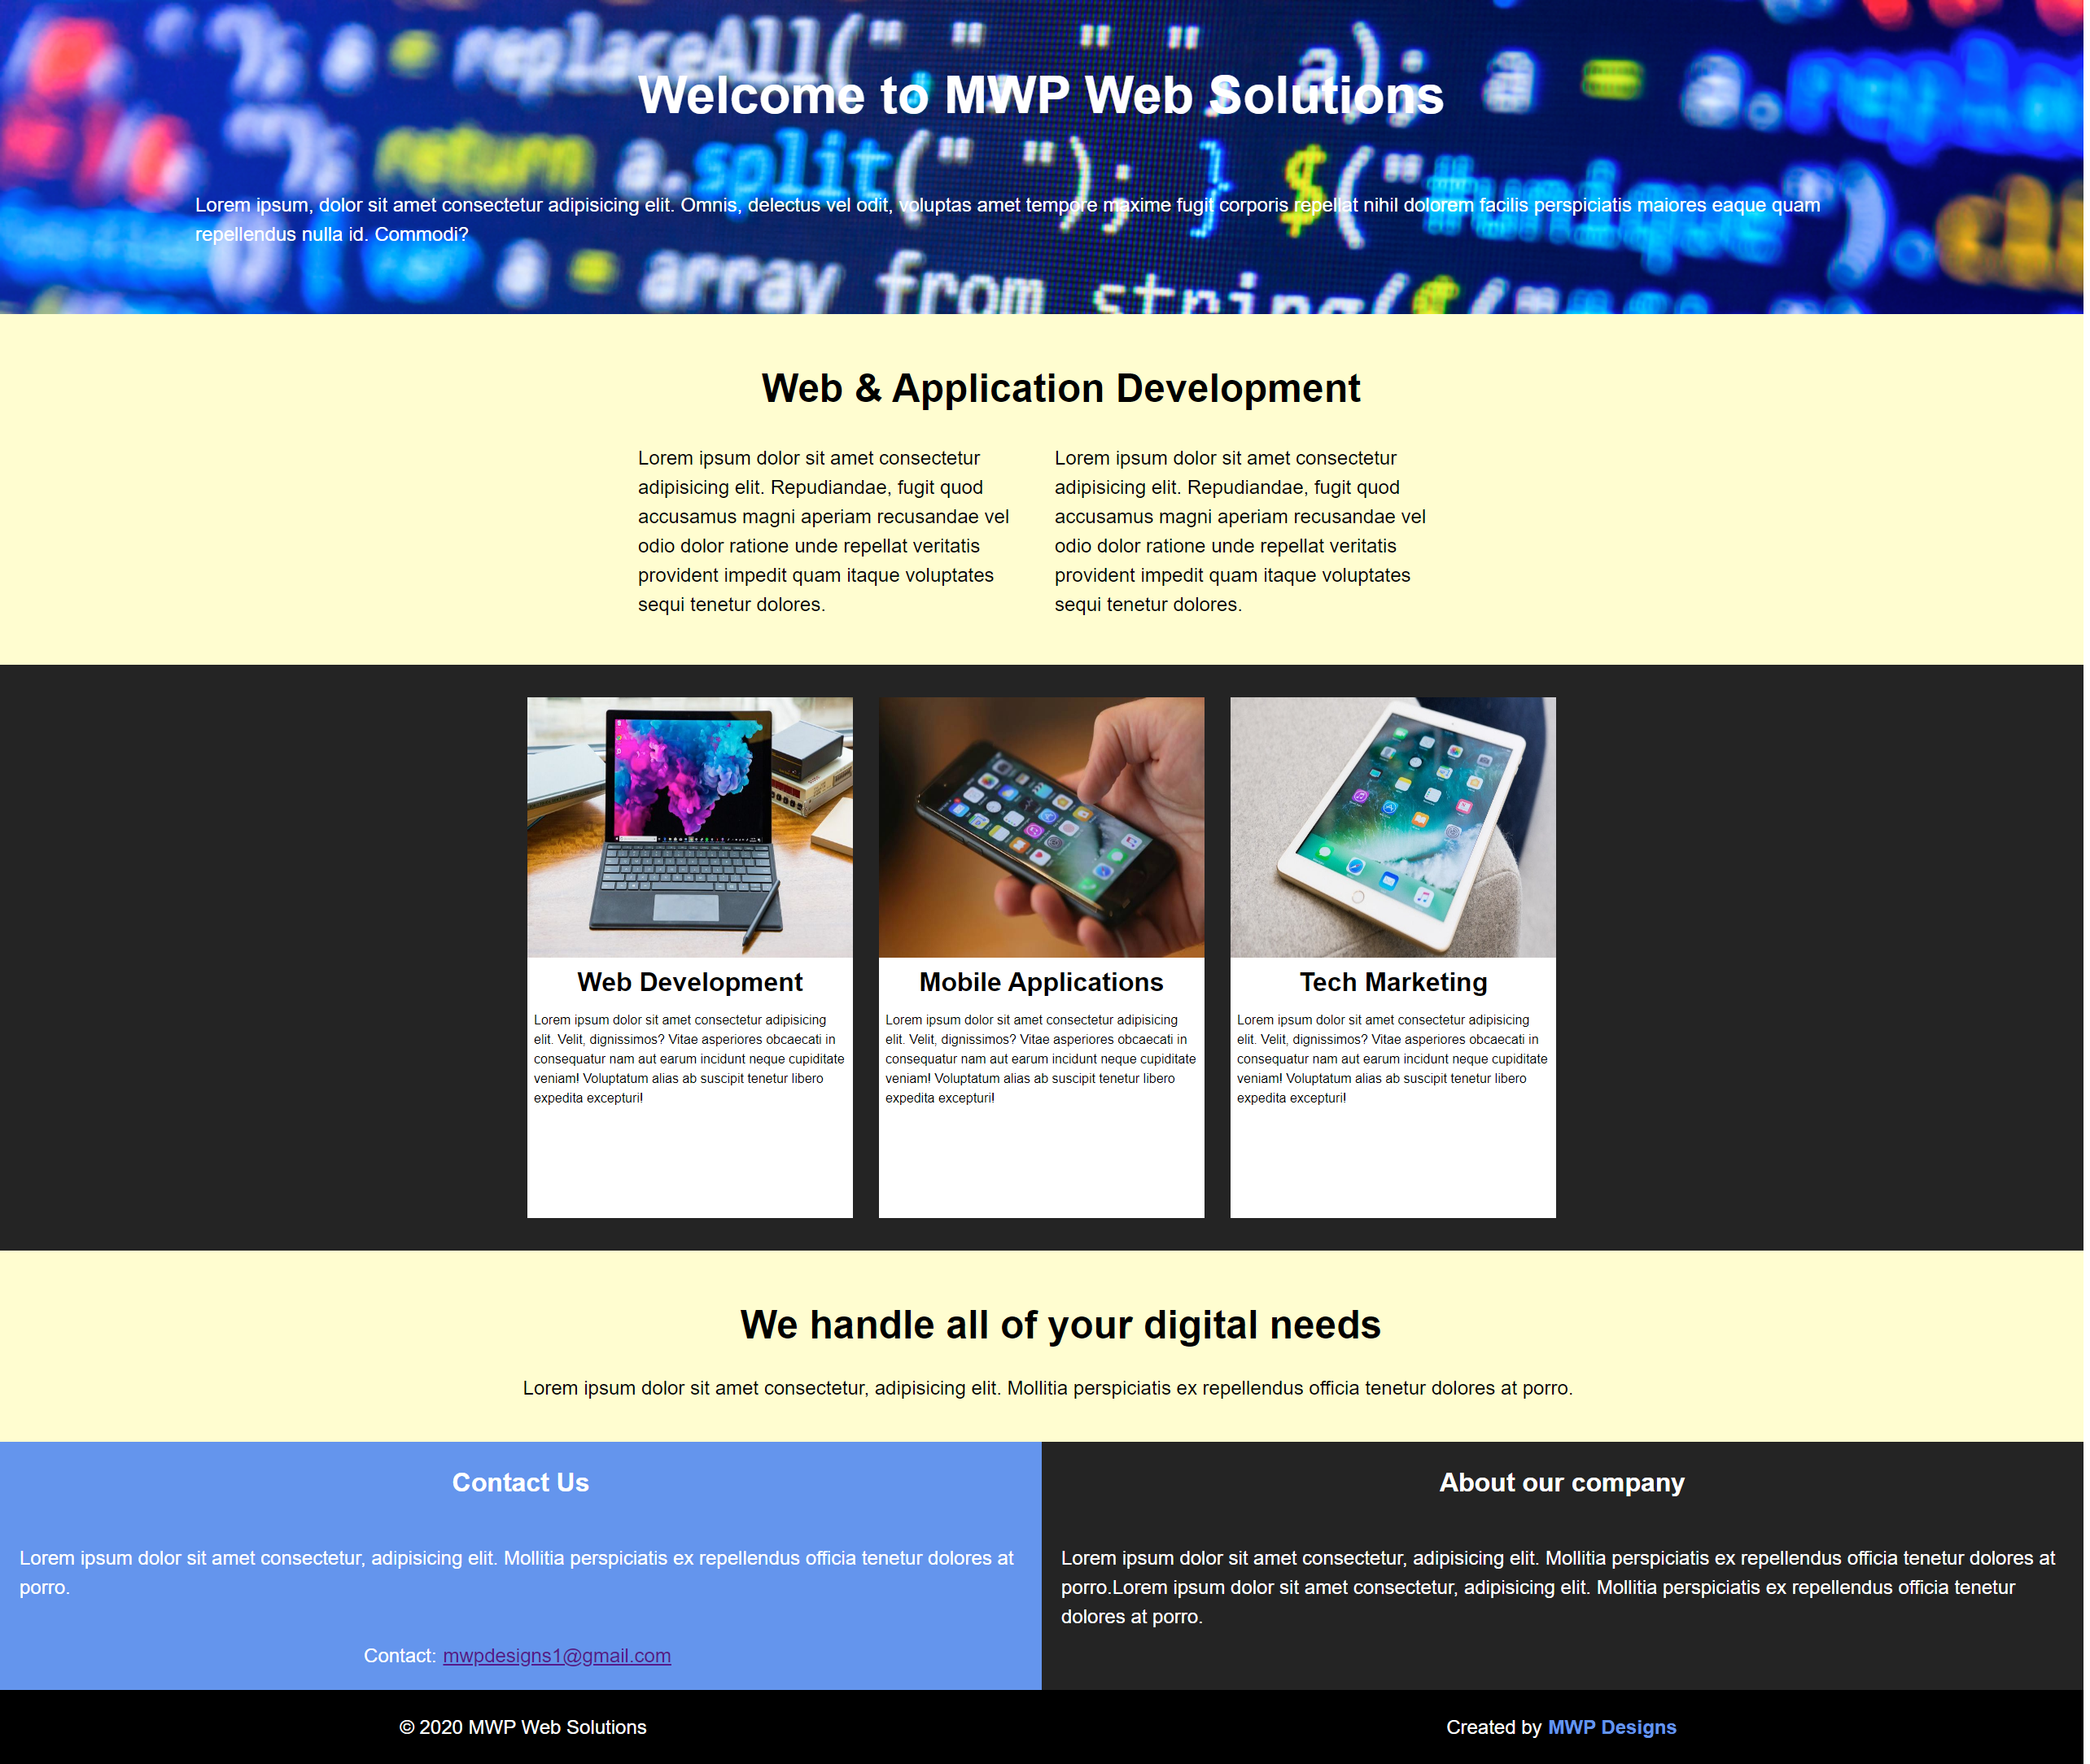 "); a = replaceAll(" "  " ", a); a = a.
Welcome to MWP Web Solutions
return a.split(" "); } $("#unique").
Lorem ipsum, dolor sit amet consectetur adipisicing elit. Omnis, delectus vel odit, voluptas amet tempore maxime fugit corporis repellat nihil dolorem facilis perspiciatis maiores eaque quam
repellendus nulla id. Commodi?
a = array_from_string($("#
Web & Application Development
Lorem ipsum dolor sit amet consectetur
adipisicing elit. Repudiandae, fugit quod
accusamus magni aperiam recusandae vel
odio dolor ratione unde repellat veritatis
provident impedit quam itaque voluptates
sequi tenetur dolores.
Lorem ipsum dolor sit amet consectetur
adipisicing elit. Repudiandae, fugit quod
accusamus magni aperiam recusandae vel
odio dolor ratione unde repellat veritatis
provident impedit quam itaque voluptates
sequi tenetur dolores.
Web Development
Lorem ipsum dolor sit amet consectetur adipisicing
elit. Velit, dignissimos? Vitae asperiores obcaecati in
consequatur nam aut earum incidunt neque cupiditate
veniam! Voluptatum alias ab suscipit tenetur libero
expedita excepturi!
Mobile Applications
Lorem ipsum dolor sit amet consectetur adipisicing
elit. Velit, dignissimos? Vitae asperiores obcaecati in
consequatur nam aut earum incidunt neque cupiditate
veniam! Voluptatum alias ab suscipit tenetur libero
expedita excepturi!
Tech Marketing
Lorem ipsum dolor sit amet consectetur adipisicing
elit. Velit, dignissimos? Vitae asperiores obcaecati in
consequatur nam aut earum incidunt neque cupiditate
veniam! Voluptatum alias ab suscipit tenetur libero
expedita excepturi!
We handle all of your digital needs
Lorem ipsum dolor sit amet consectetur, adipisicing elit. Mollitia perspiciatis ex repellendus officia tenetur dolores at porro.
Contact Us
Lorem ipsum dolor sit amet consectetur, adipisicing elit. Mollitia perspiciatis ex repellendus officia tenetur dolores at
porro.
Contact: mwpdesigns1@gmail.com
About our company
Lorem ipsum dolor sit amet consectetur, adipisicing elit. Mollitia perspiciatis ex repellendus officia tenetur dolores at
porro.Lorem ipsum dolor sit amet consectetur, adipisicing elit. Mollitia perspiciatis ex repellendus officia tenetur
dolores at porro.
© 2020 MWP Web Solutions
Created by MWP Designs